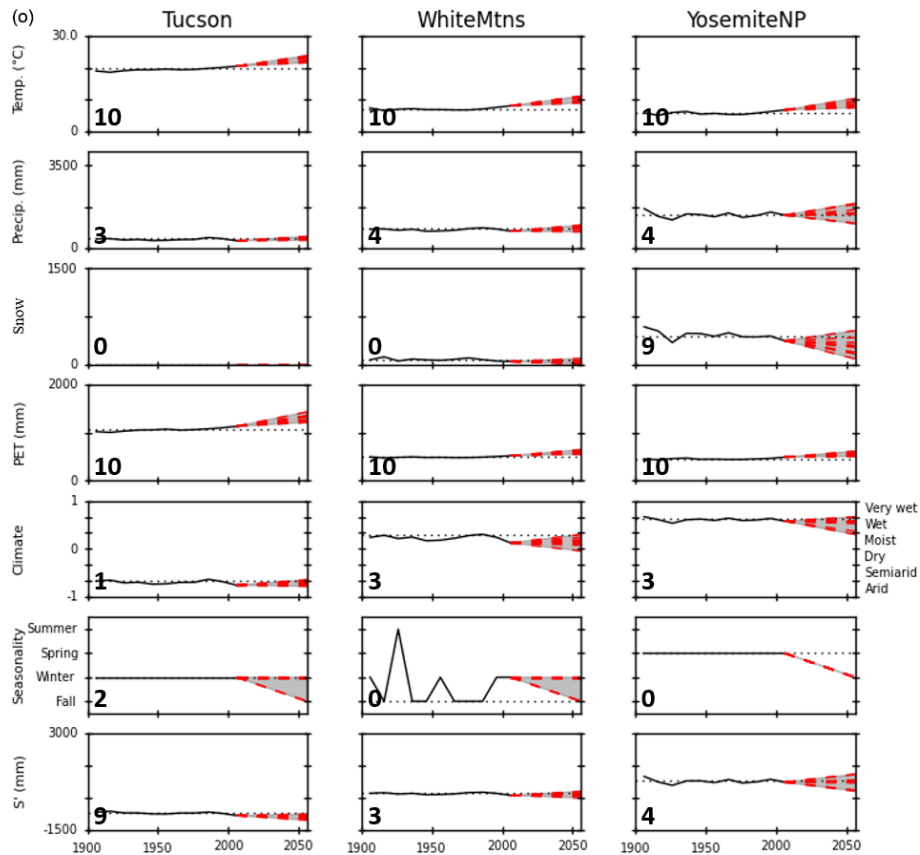 (o)
Tucson WhiteMtns YosemiteNP
Temp. (°C)
30.0
0
10 10 10
Precip. (mm)
3500
0
3 4 4
Snow
1500
0
0 0 9
PET (mm)
2000
0
10 10 10
Climate
1
0
-1
1 3 3
Very wet
Wet
Moist
Dry
Semiarid
Arid
Seasonality
Summer
Spring
Winter
Fall
2 0 0
S' (mm)
3000
-1500
9 3 4
1900 1950 2000 2050 1900 1950 2000 2050 1900 1950 2000 2050